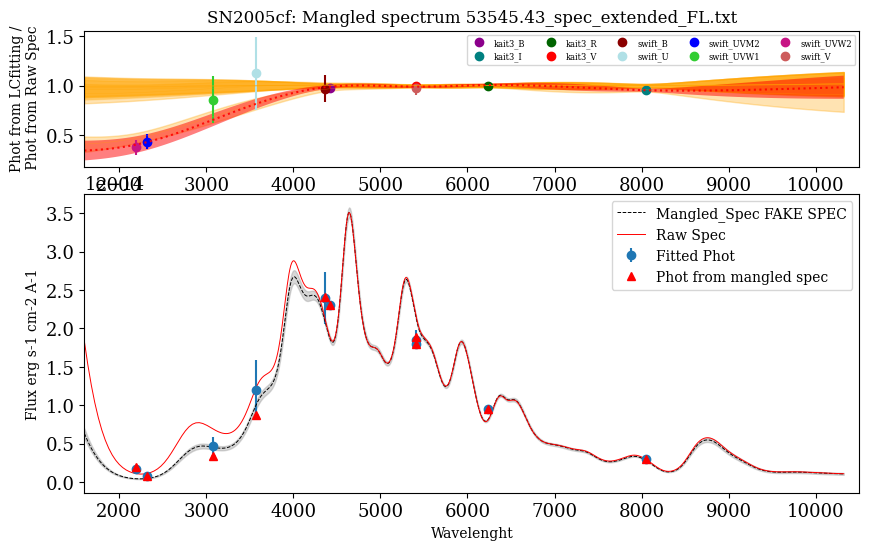 SN2005cf: Mangled spectrum 53545.43_spec_extended_FL.txt
Phot from LCfitting /
Phot from Raw Spec
1.5
1.0
0.5
kait3_B kait3_R swift_B swift_UVM2 swift_UVW2
kait3_I kait3_V swift_U swift_UVW1 swift_V
2000 3000 4000 5000 6000 7000 8000 9000 10000
1e−14
Flux erg s-1 cm-2 A-1
3.5
3.0
2.5
2.0
1.5
1.0
0.5
0.0
Mangled_Spec FAKE SPEC
Raw Spec
Fitted Phot
Phot from mangled spec
2000 3000 4000 5000 6000 7000 8000 9000 10000
Wavelenght